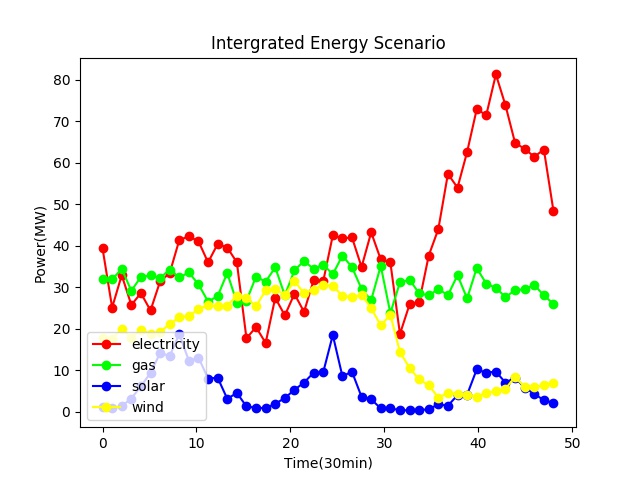 Intergrated Energy Scenario
Power(MW)
80
70
60
50
40
30
20
10
0
electricity
gas
solar
wind
0 10 20 30 40 50
Time(30min)